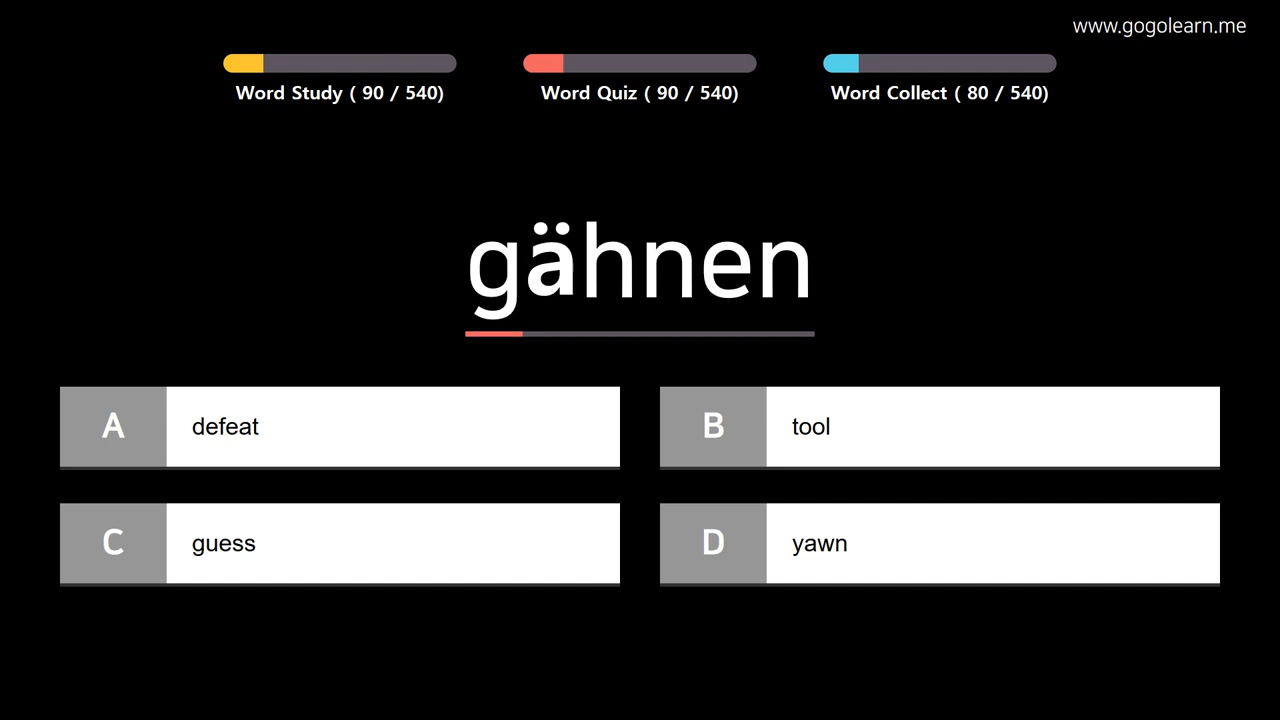 www.gogolearn.me
Word Study ( 90 / 540)
Word Quiz ( 90 / 540)
Word Collect ( 80 / 540)
gähnen
A defeat
B tool
C guess
D yawn